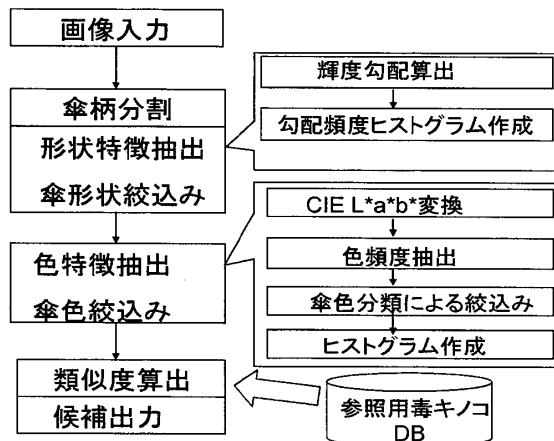 画像入力
傘柄分割
形状特徴抽出
傘形状絞込み
輝度勾配算出
勾配頻度ヒストグラム作成
色特徴抽出
傘色絞込み
CIE L*a*b*変換
色頻度抽出
傘色分類による絞込み
ヒストグラム作成
類似度算出
候補出力
参照用毒キノコ
DB